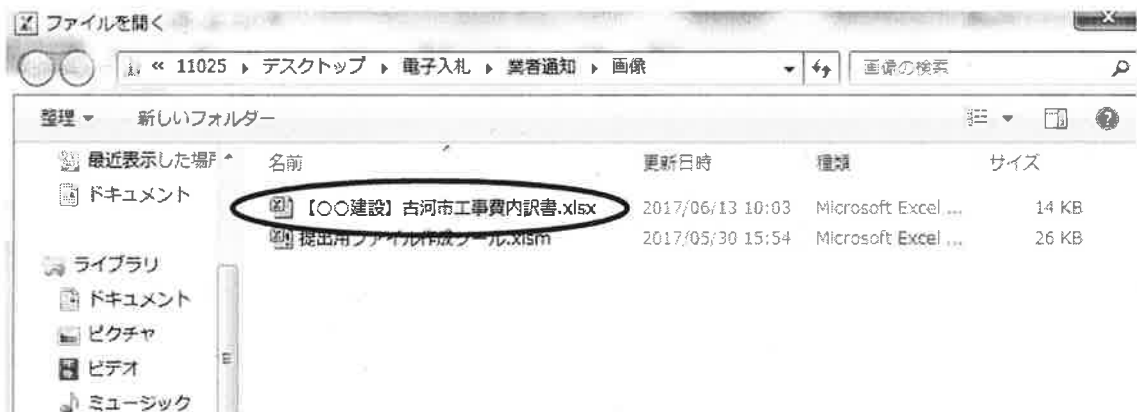 ファイルを開く
« 11025 ▸ デスクトップ ▸ 電子入札 ▸ 業者通知 ▸ 画像
画像の検索
整理 新しいフォルダー
最近表示した場所
名前 更新日時 種類 サイズ
ドキュメント
【○○建設】古河市工事費内訳書.xlsx 2017/06/13 10:03 Microsoft Excel ... 14 KB
提出用ファイル作成ツール.xlsm 2017/05/30 15:54 Microsoft Excel ... 26 KB
ライブラリ
ドキュメント
ピクチャ
ビデオ
ミュージック